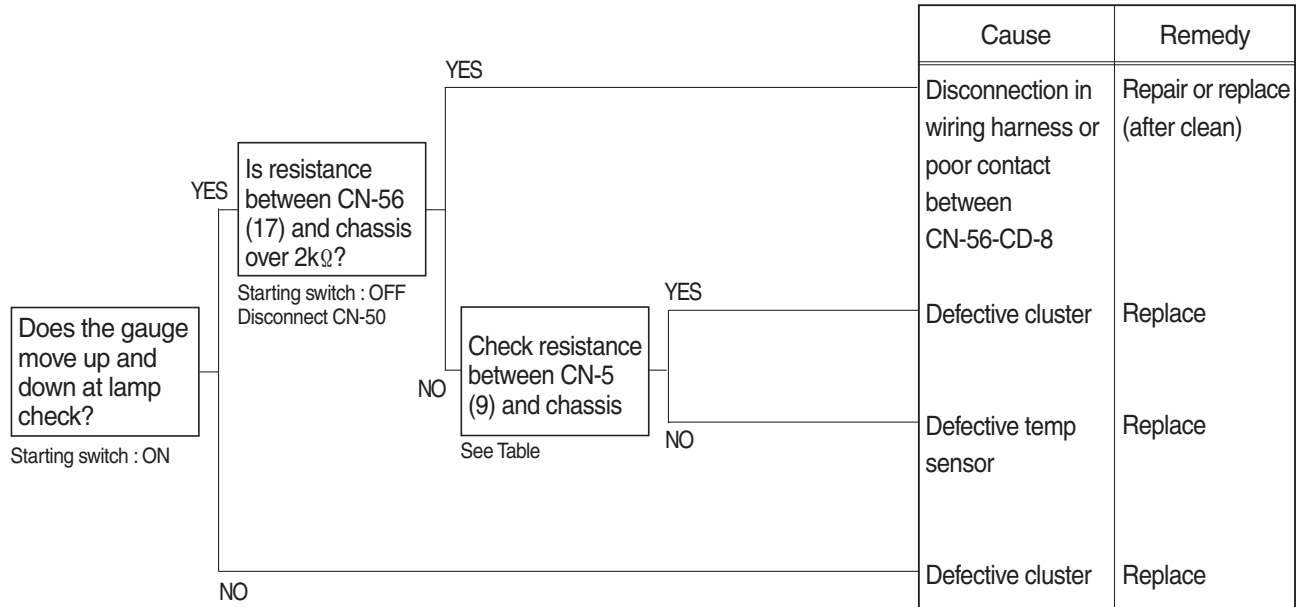 Cause
Remedy
YES
Disconnection in
wiring harness or
poor contact
between
CN-56-CD-8
Repair or replace
(after clean)
YES
Is resistance
between CN-56
(17) and chassis
over 2kΩ?
Starting switch : OFF
Disconnect CN-50
Does the gauge
move up and
down at lamp
check?
Starting switch : ON
NO
Check resistance
between CN-5
(9) and chassis
See Table
YES
Defective cluster
Replace
NO
Defective temp
sensor
Replace
NO
Defective cluster
Replace